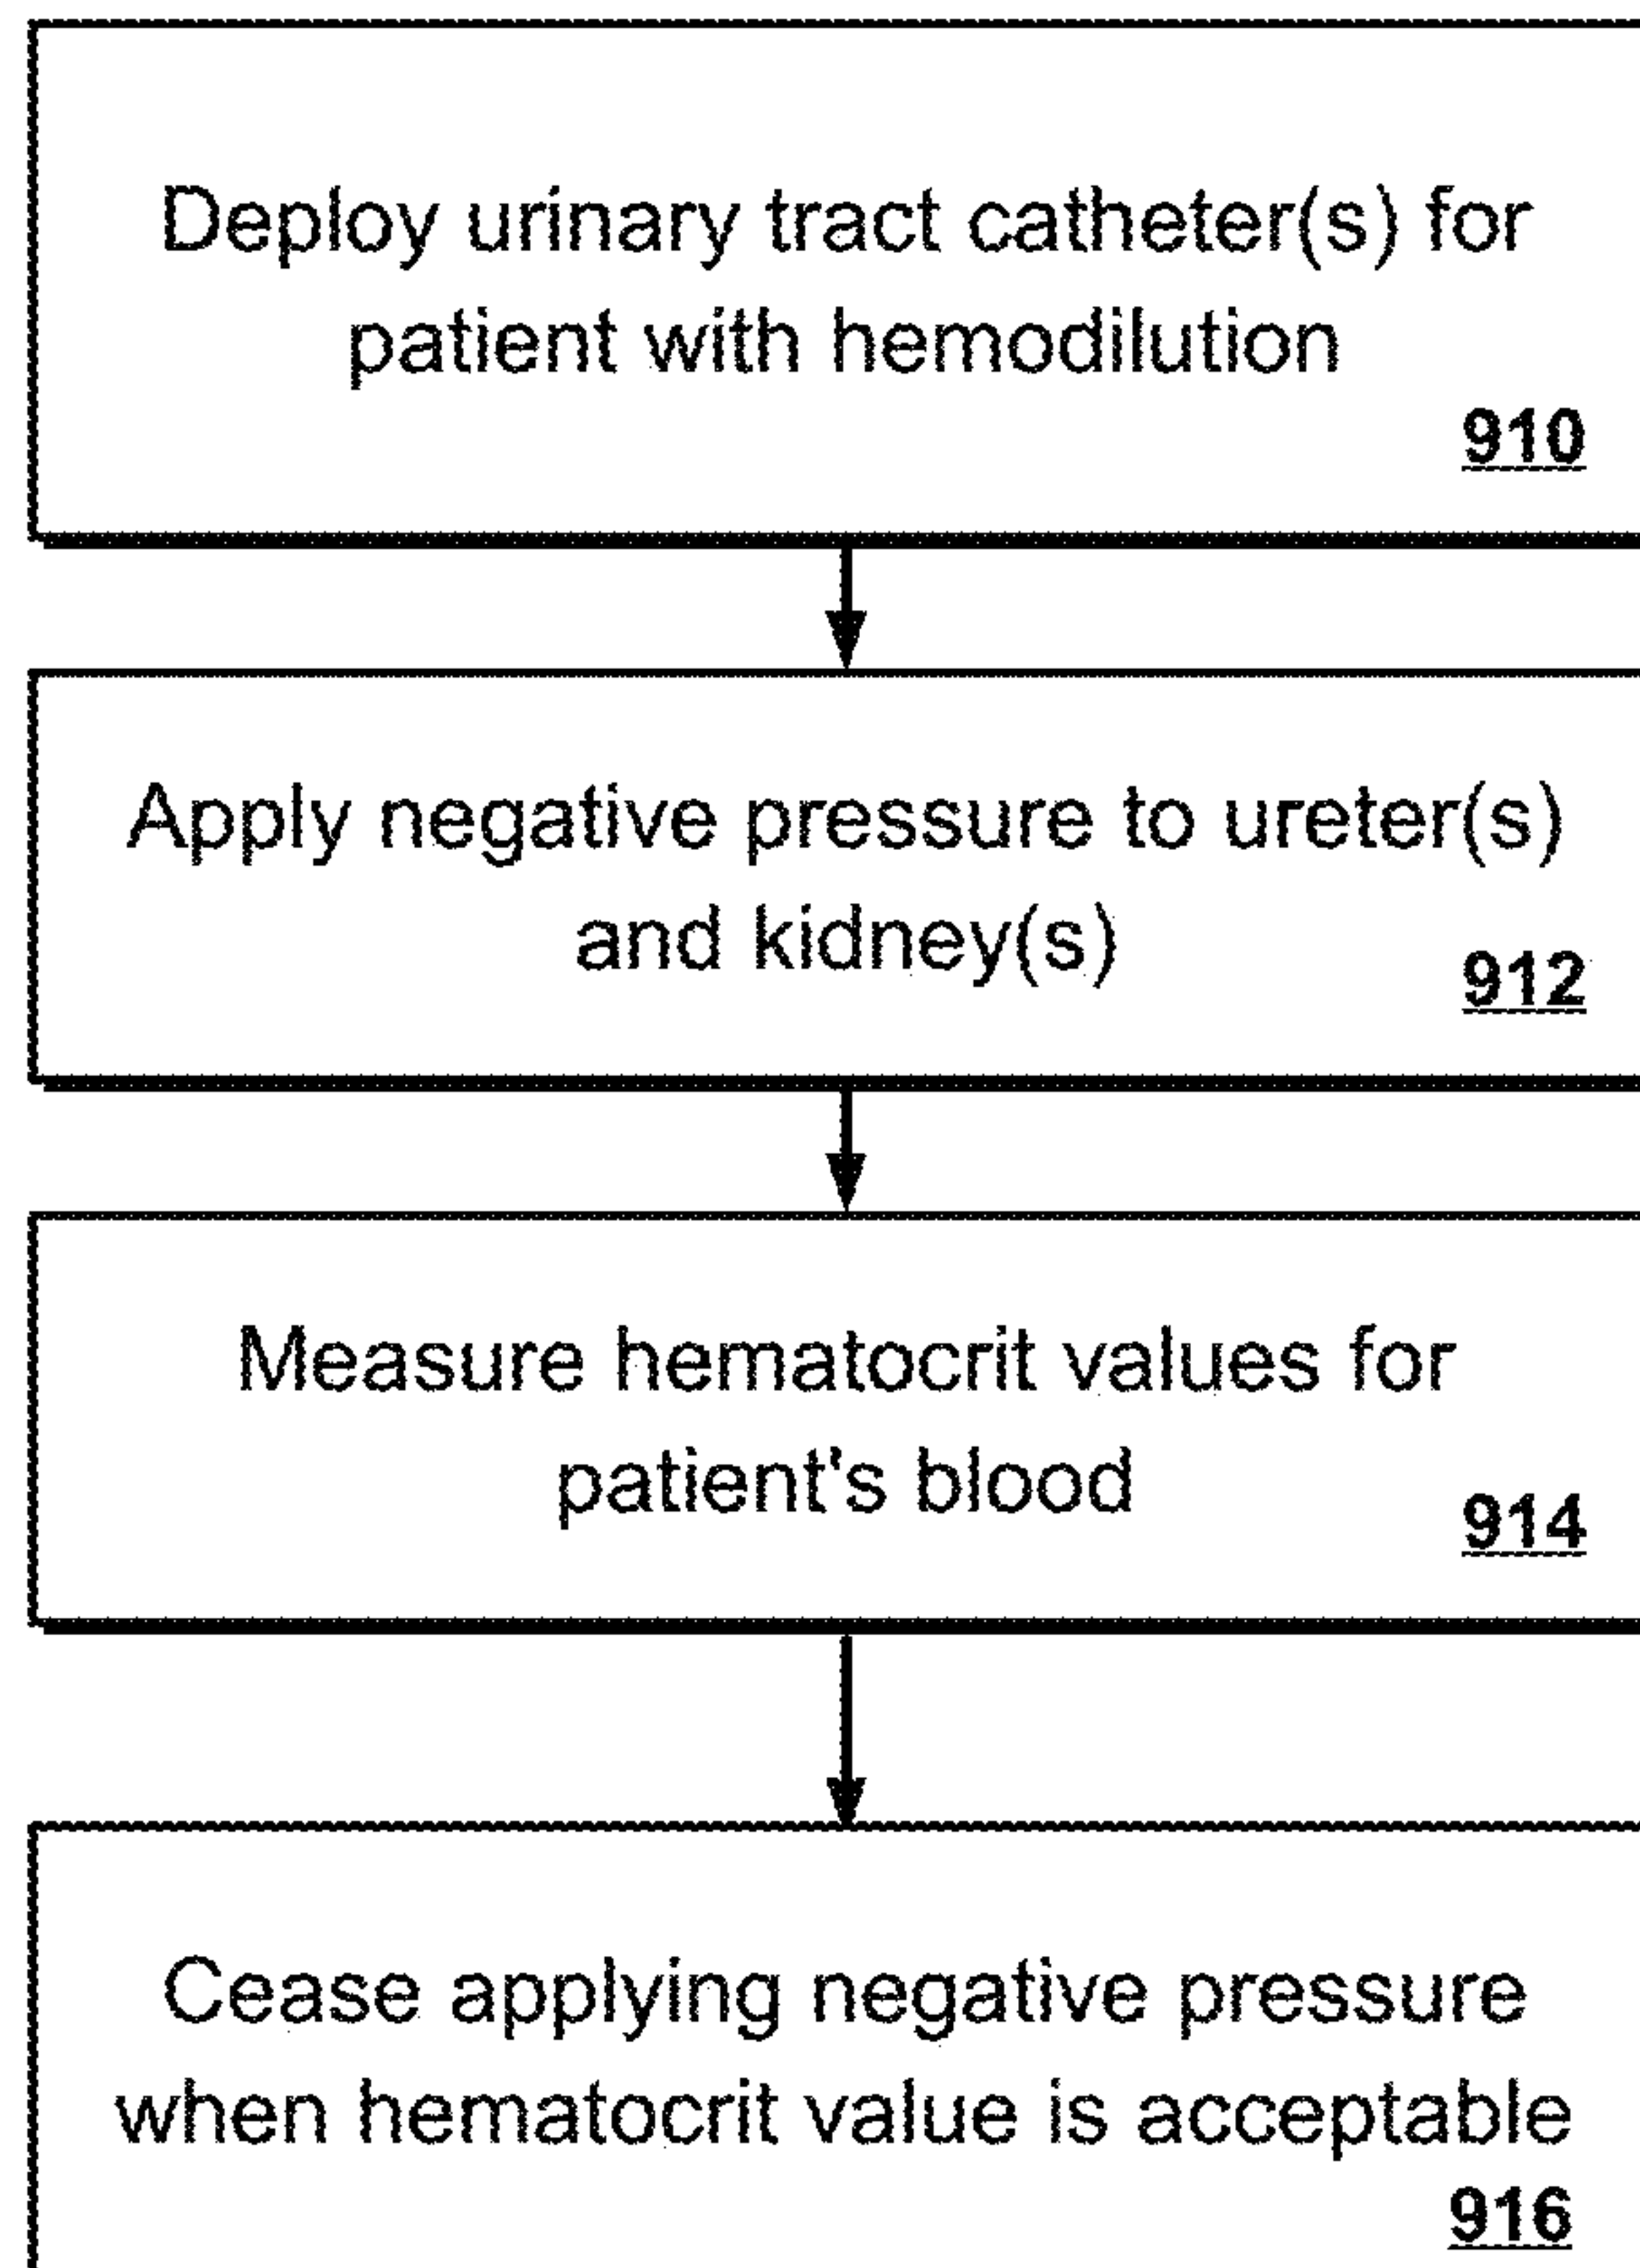 Deploy urinary tract catheter(s) for
patient with hemodilution
910
Apply negative pressure to ureter(s)
and kidney(s)
912
Measure hematocrit values for
patient's blood
914
Cease applying negative pressure
when hematocrit value is acceptable
916